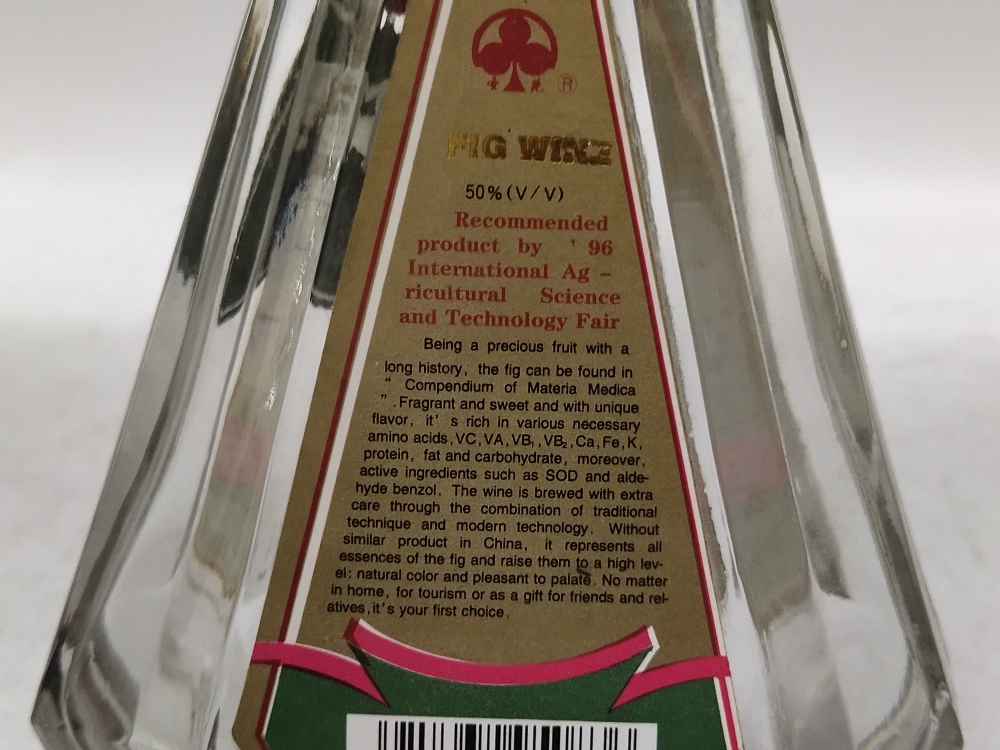 ®
FIG WINE
50%(V/V)
Recommended
product by '96
International Ag-
ricultural Science
and Technology Fair
Being a precious fruit with a
long history, the fig can be found in
" Compendium of Materia Medica
". Fragrant and sweet and with unique
flavor, it's rich in various necessary
amino acids, VC, VA, VB₁, VB₂, Ca, Fe, K,
protein, fat and carbohydrate, moreover,
active ingredients such as SOD and alde-
hyde benzol. The wine is brewed with extra
care through the combination of traditional
technique and modern technology. Without
similar product in China, it represents all
essences of the fig and raise them to a high lev-
el: natural color and pleasant to palate. No matter
in home, for tourism or as a gift for friends and rel-
atives, it's your first choice.